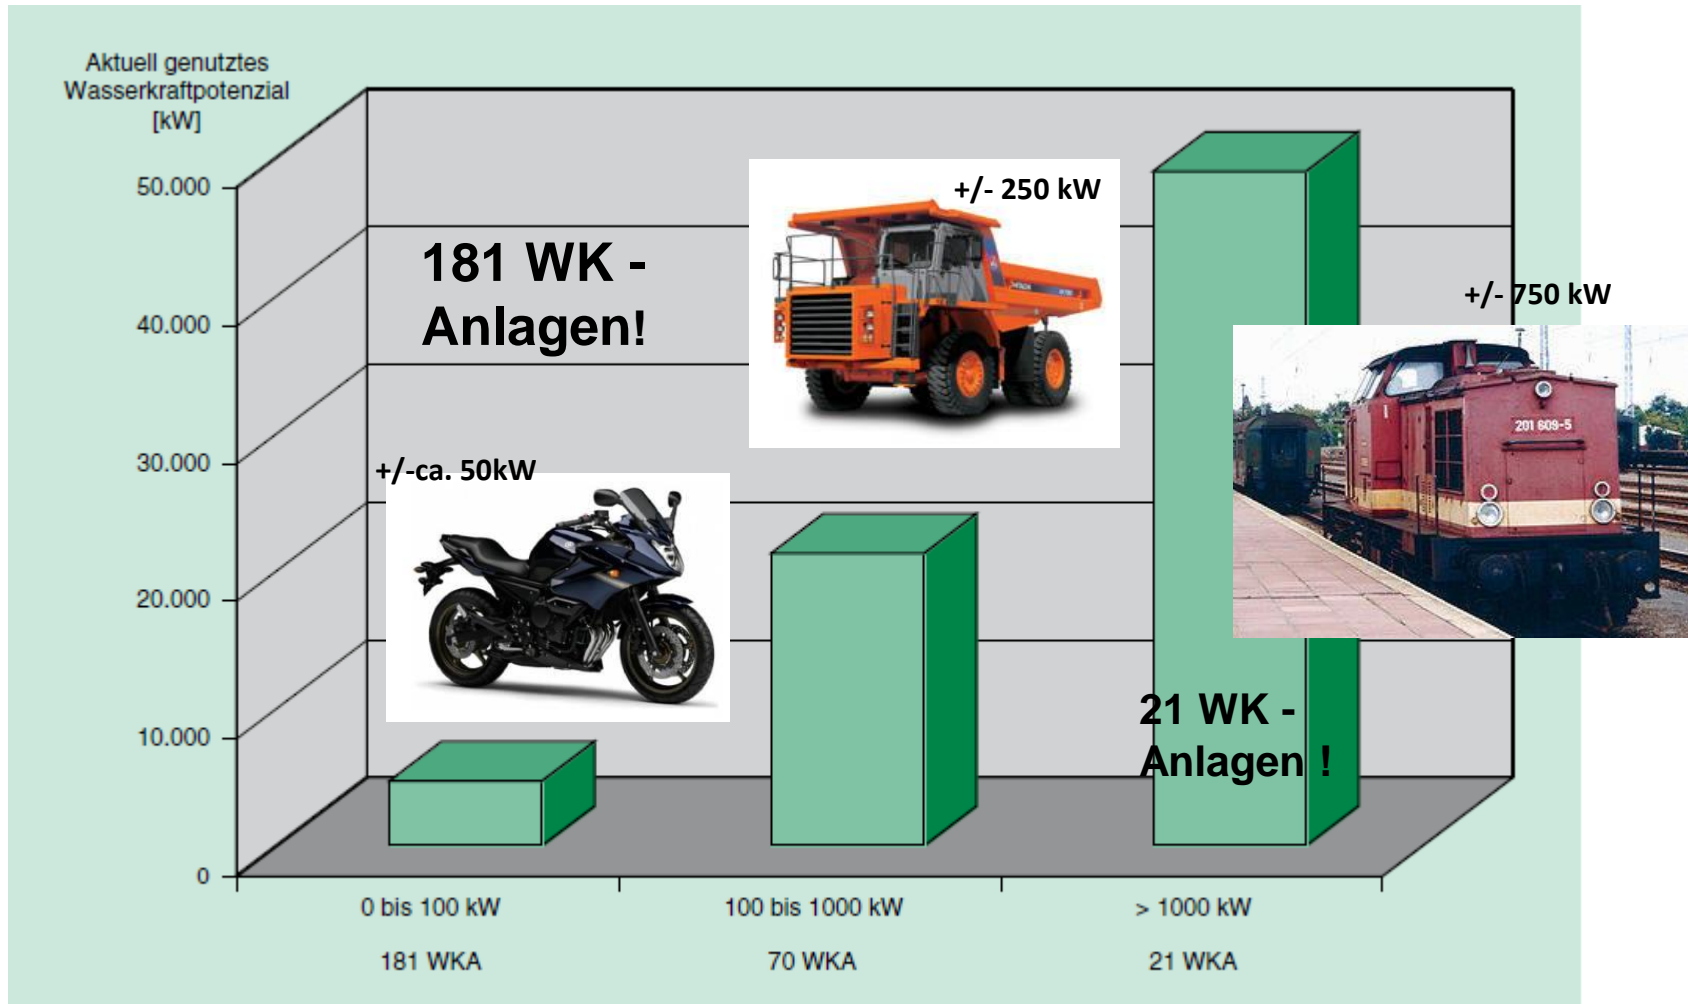 Aktuell genutztes
Wasserkraftpotenzial
[kW]
50.000
40.000
30.000
20.000
10.000
0
181 WK -
Anlagen!
+/- 250 kW
HITACHI
+/- 750 kW
201 609-5
+/-ca. 50kW
21 WK -
Anlagen !
0 bis 100 kW
100 bis 1000 kW
> 1000 kW
181 WKA
70 WKA
21 WKA